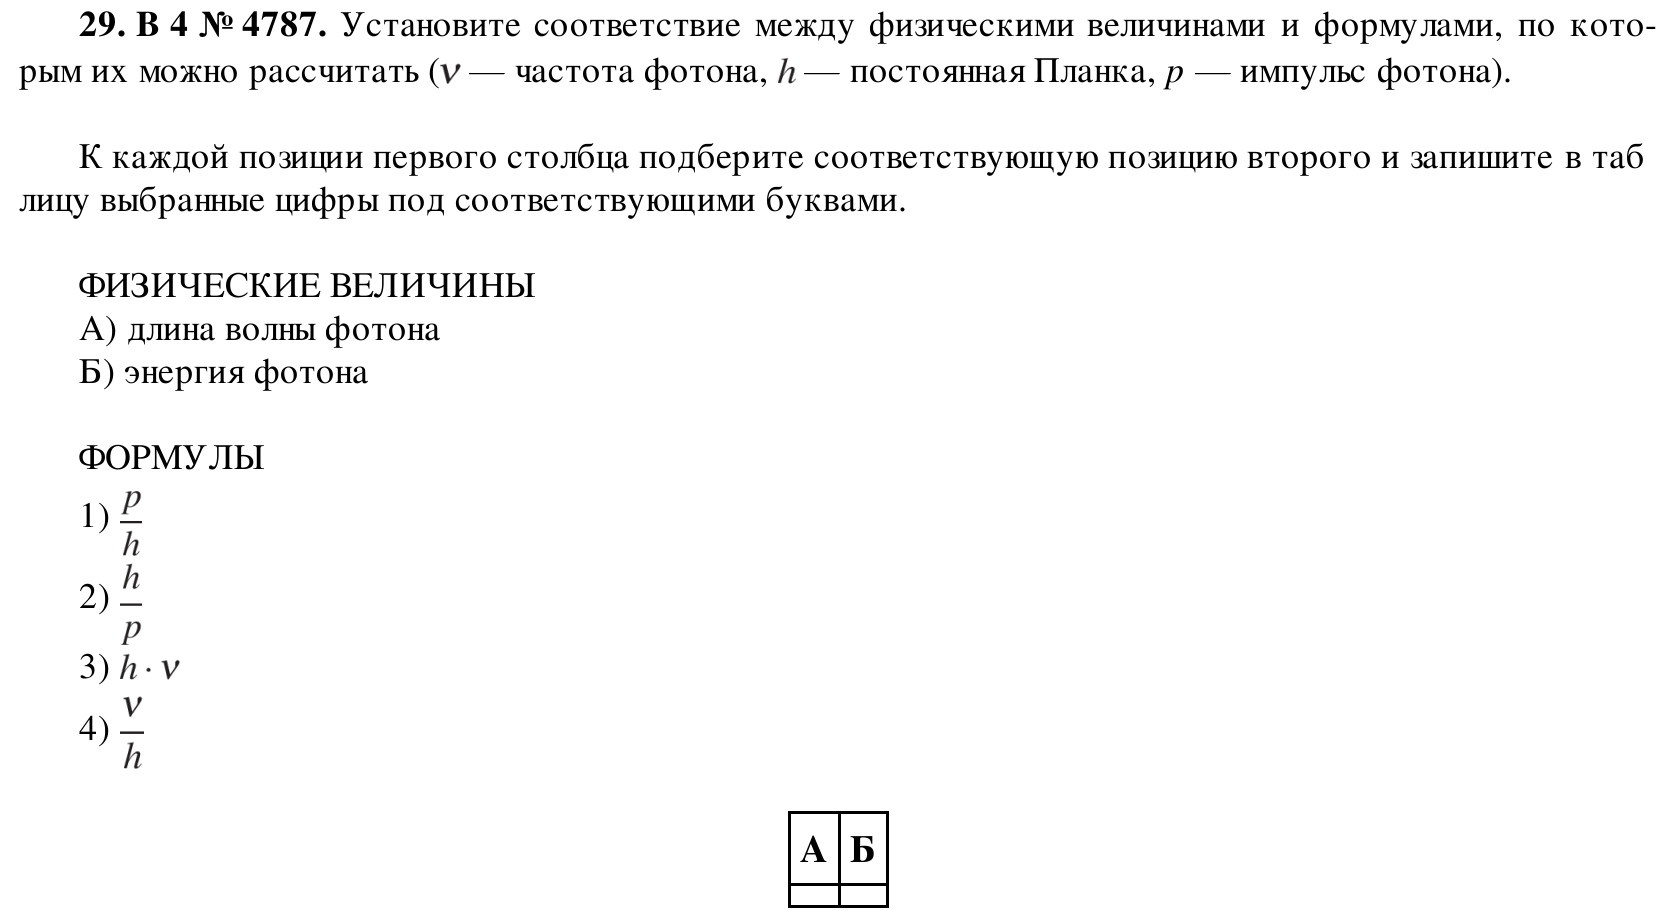 29. В 4 № 4787. Установите соответствие между физическими величинами и формулами, по кото-
рым их можно рассчитать (ν — частота фотона, h — постоянная Планка, p — импульс фотона).
К каждой позиции первого столбца подберите соответствующую позицию второго и запишите в таб
лицу выбранные цифры под соответствующими буквами.
ФИЗИЧЕСКИЕ ВЕЛИЧИНЫ
А) длина волны фотона
Б) энергия фотона
ФОРМУЛЫ
1) p/h
2) h/p
3) h · ν
4) ν/h
А Б